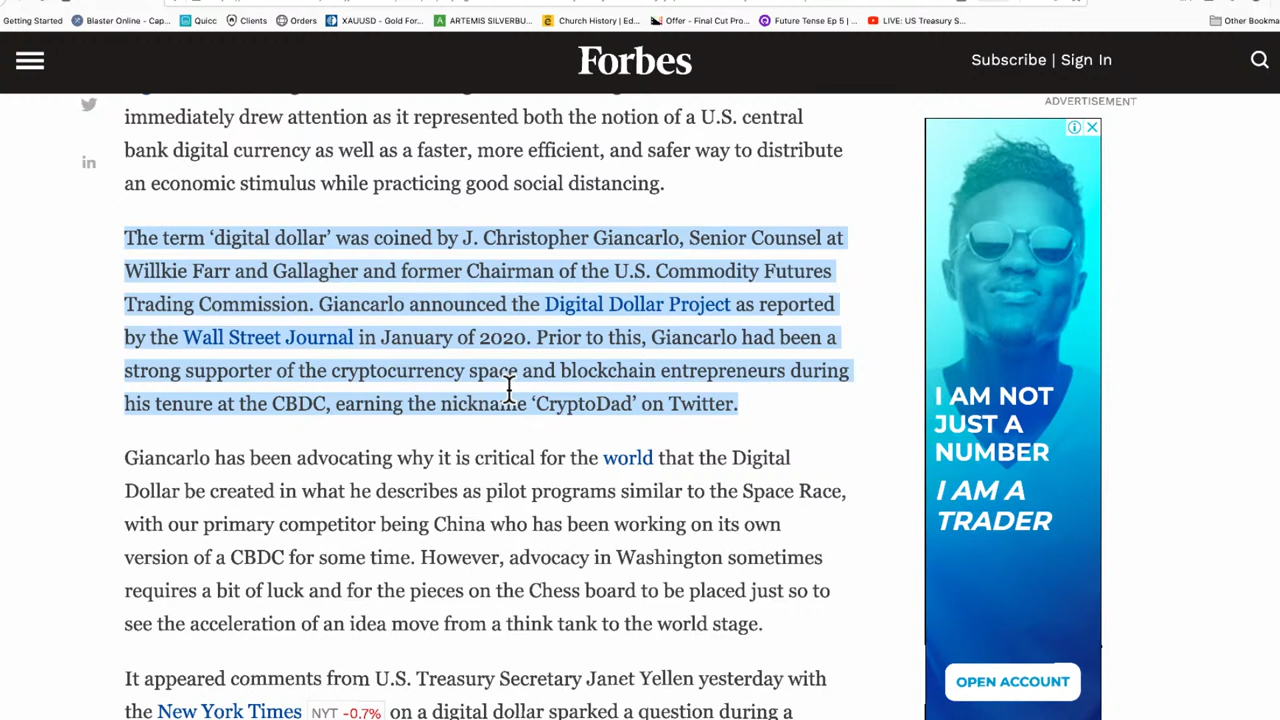 Getting Started
Blaster Online - Cap...
Quicc
Clients
Orders
XAUUSD - Gold For...
ARTEMIS SILVERBU...
Church History | Ed...
Offer - Final Cut Pro...
Future Tense Ep 5 | ...
LIVE: US Treasury S...
Other Bookma
Forbes
Subscribe | Sign In
ADVERTISEMENT
immediately drew attention as it represented both the notion of a U.S. central
bank digital currency as well as a faster, more efficient, and safer way to distribute
an economic stimulus while practicing good social distancing.
The term ‘digital dollar’ was coined by J. Christopher Giancarlo, Senior Counsel at
Willkie Farr and Gallagher and former Chairman of the U.S. Commodity Futures
Trading Commission. Giancarlo announced the Digital Dollar Project as reported
by the Wall Street Journal in January of 2020. Prior to this, Giancarlo had been a
strong supporter of the cryptocurrency space and blockchain entrepreneurs during
his tenure at the CBDC, earning the nickname ‘CryptoDad’ on Twitter.
Giancarlo has been advocating why it is critical for the world that the Digital
Dollar be created in what he describes as pilot programs similar to the Space Race,
with our primary competitor being China who has been working on its own
version of a CBDC for some time. However, advocacy in Washington sometimes
requires a bit of luck and for the pieces on the Chess board to be placed just so to
see the acceleration of an idea move from a think tank to the world stage.
It appeared comments from U.S. Treasury Secretary Janet Yellen yesterday with
the New York Times NYT -0.7% on a digital dollar sparked a question during a
I AM NOT
JUST A
NUMBER
I AM A
TRADER
OPEN ACCOUNT